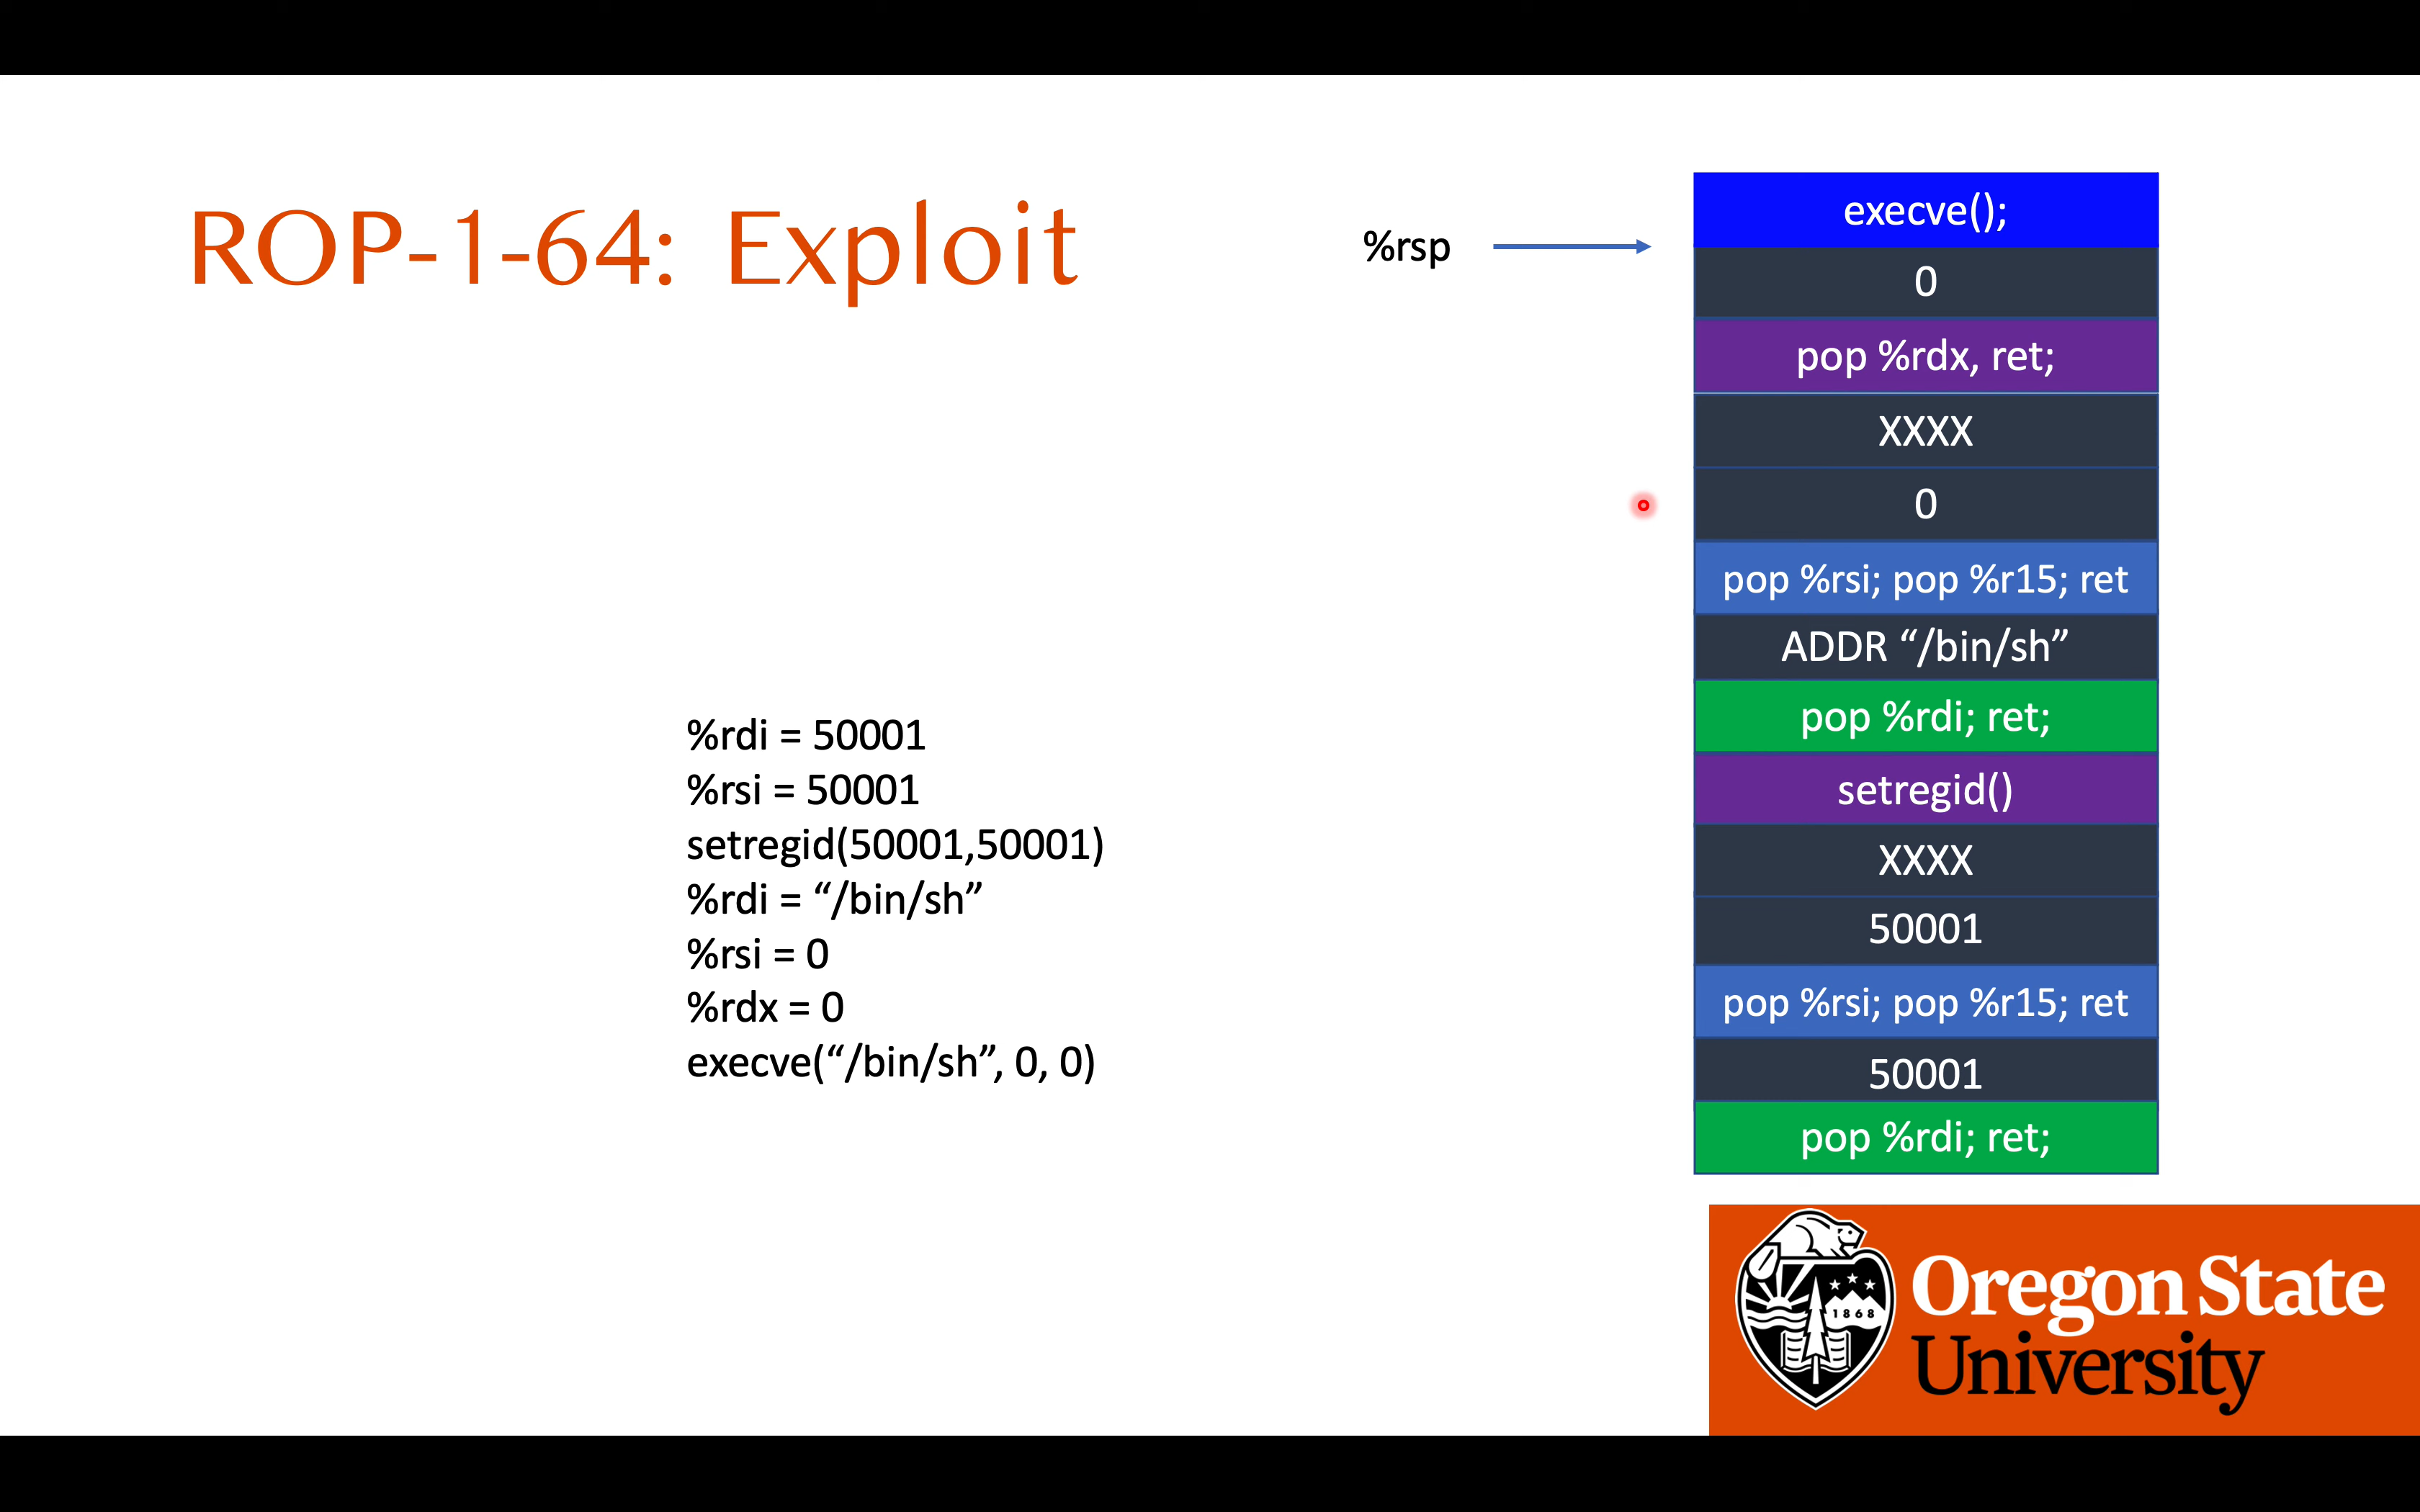 ROP-1-64: Exploit
%rsp
execve();
0
pop %rdx, ret;
XXXX
0
pop %rsi; pop %r15; ret
ADDR “/bin/sh”
pop %rdi; ret;
setregid()
XXXX
50001
pop %rsi; pop %r15; ret
50001
pop %rdi; ret;
%rdi = 50001
%rsi = 50001
setregid(50001,50001)
%rdi = “/bin/sh”
%rsi = 0
%rdx = 0
execve(“/bin/sh”, 0, 0)
1868
Oregon State
University